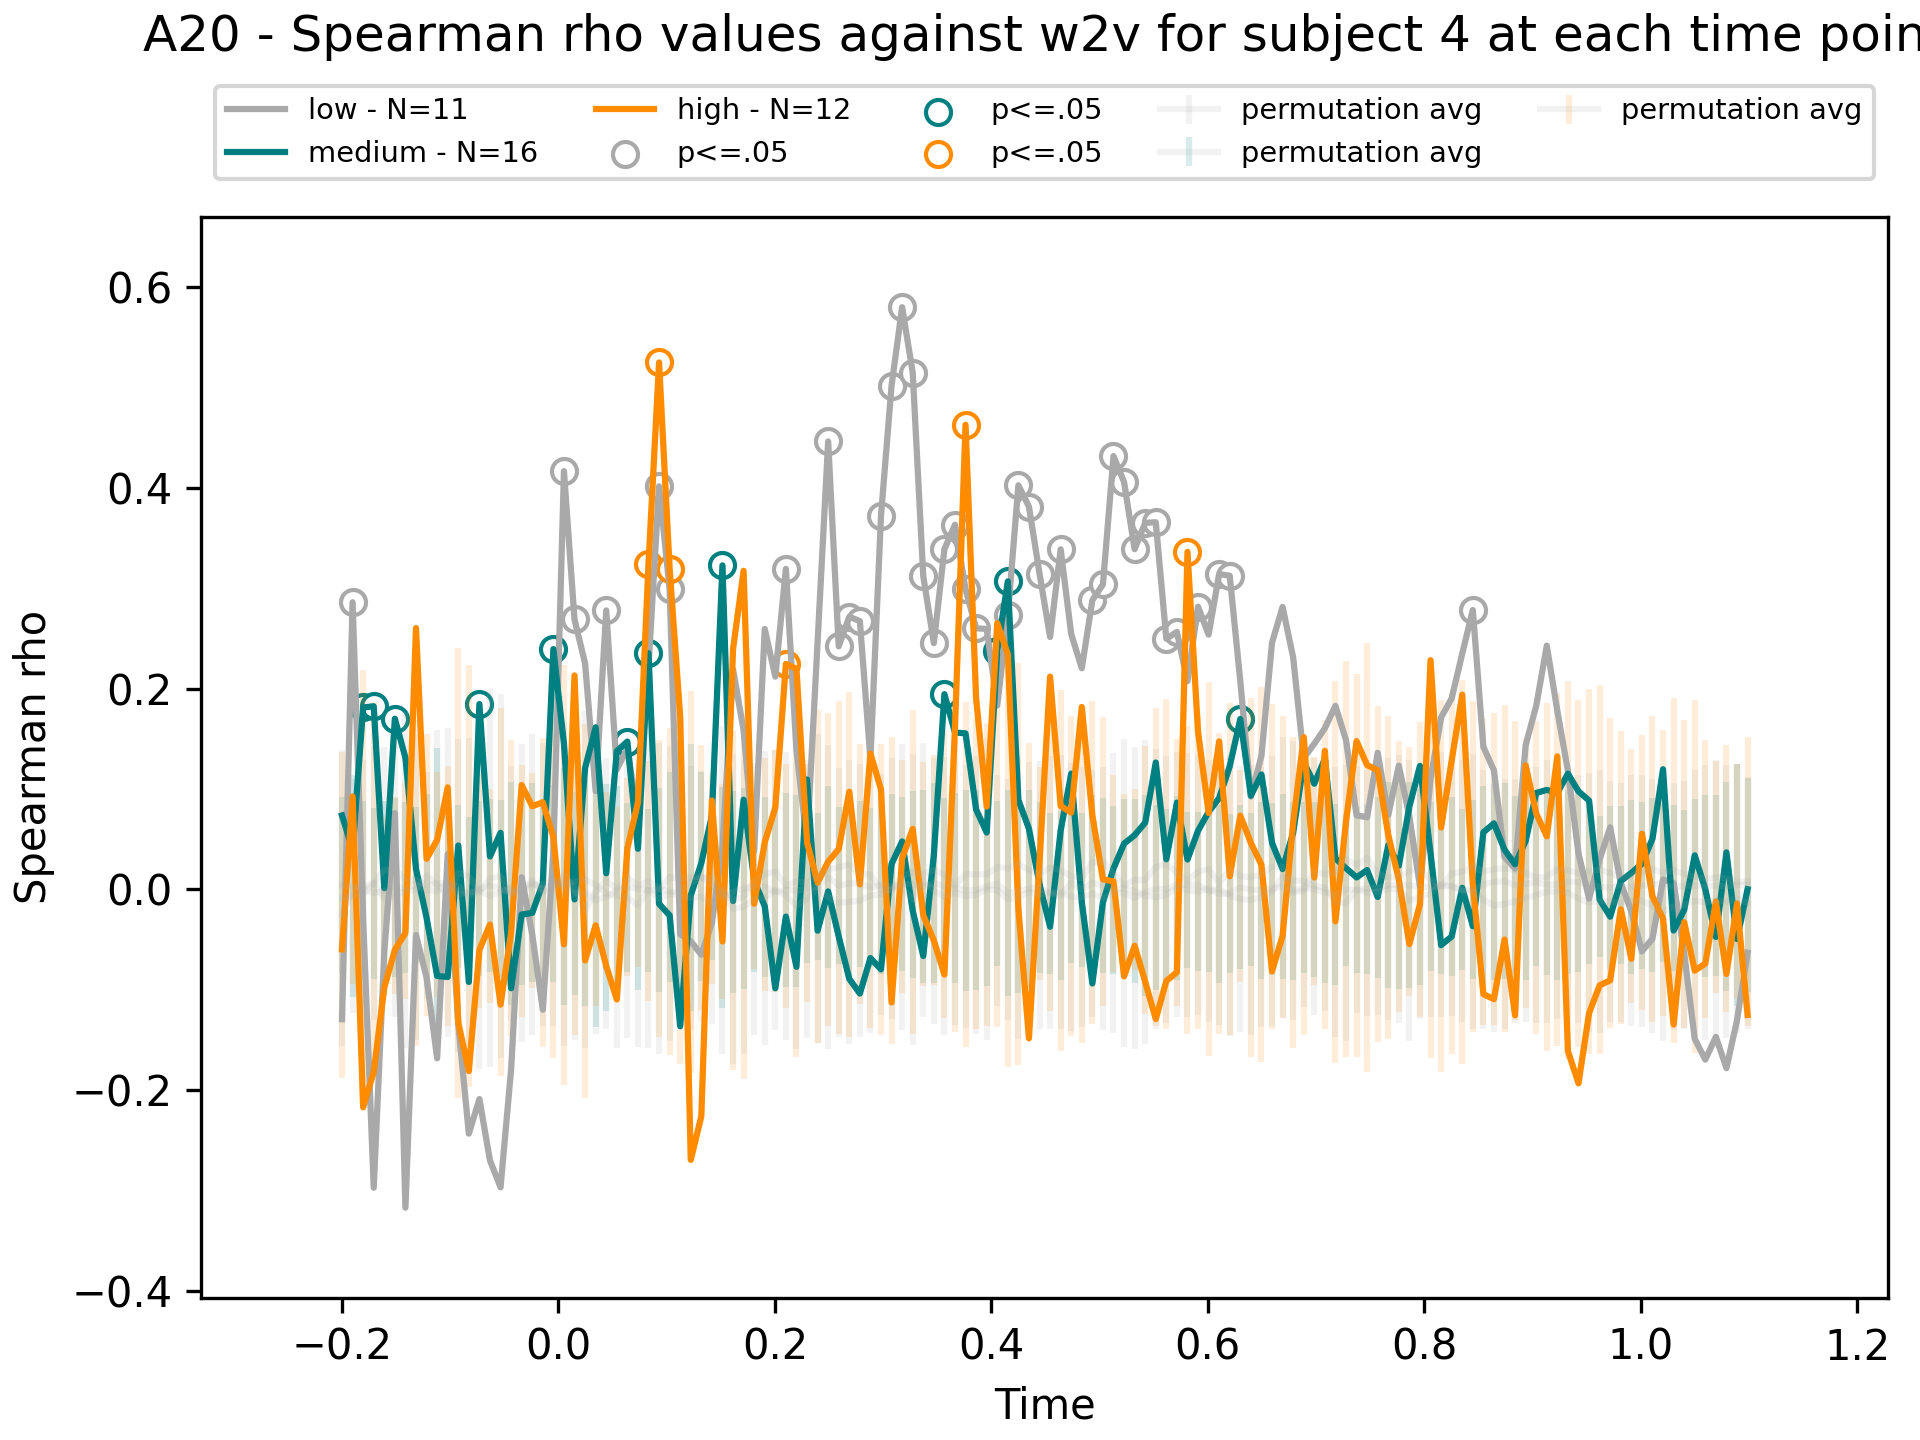 A20 - Spearman rho values against w2v for subject 4 at each time poin
low - N=11
medium - N=16
high - N=12
p<=.05
p<=.05
p<=.05
permutation avg
permutation avg
permutation avg
Spearman rho
0.6
0.4
0.2
0.0
−0.2
−0.4
−0.2 0.0 0.2 0.4 0.6 0.8 1.0 1.2
Time